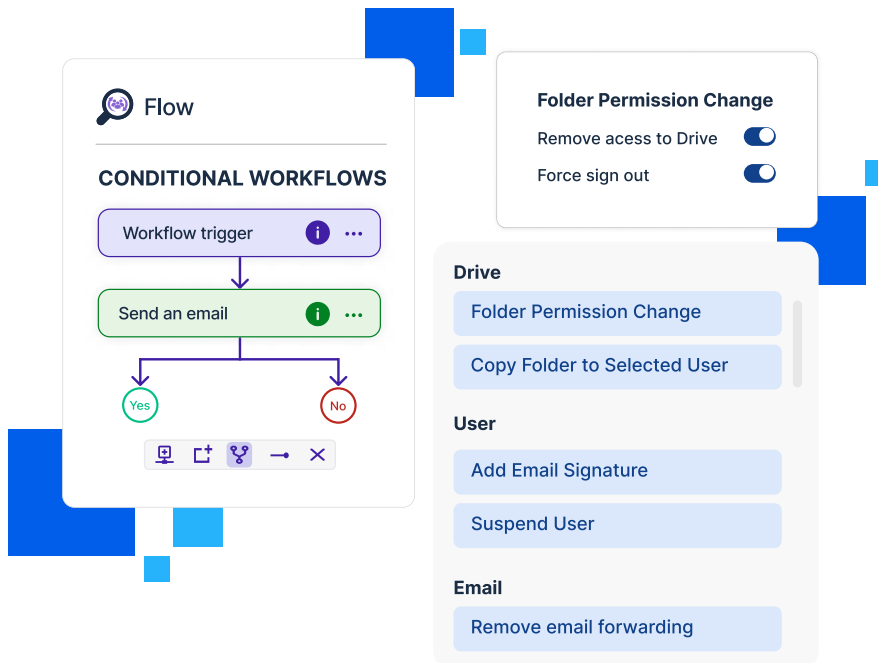 Flow
CONDITIONAL WORKFLOWS
Workflow trigger
Send an email
Yes
No
Folder Permission Change
Remove acess to Drive
Force sign out
Drive
Folder Permission Change
Copy Folder to Selected User
User
Add Email Signature
Suspend User
Email
Remove email forwarding